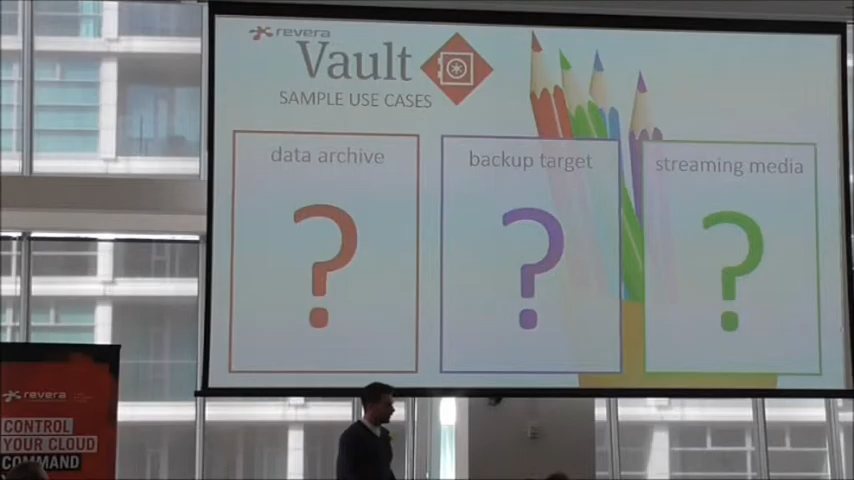 revera
Vault
SAMPLE USE CASES
data archive
backup target
streaming media
?
?
?
revera
CONTROL
YOUR CLOUD
COMMAND